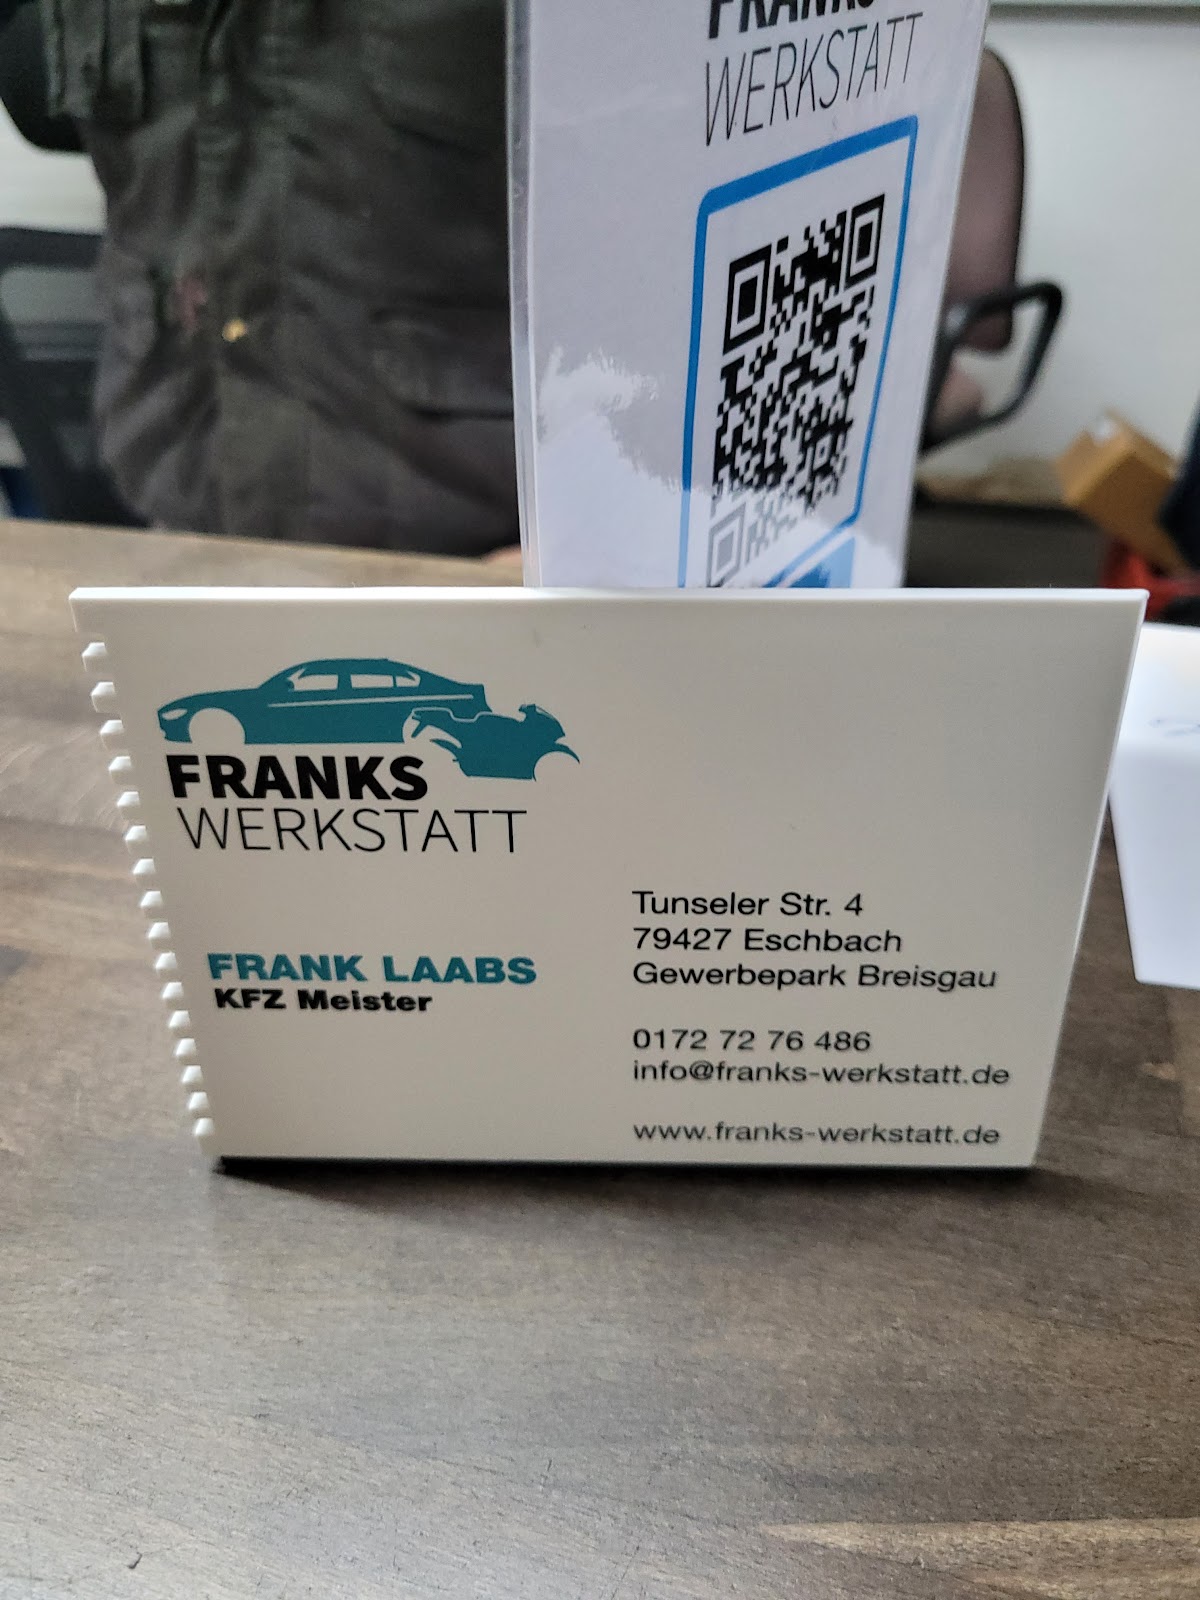 FRANKS
WERKSTATT
FRANKS
WERKSTATT
FRANK LAABS
KFZ Meister
Tunseler Str. 4
79427 Eschbach
Gewerbepark Breisgau
0172 72 76 486
info@franks-werkstatt.de
www.franks-werkstatt.de